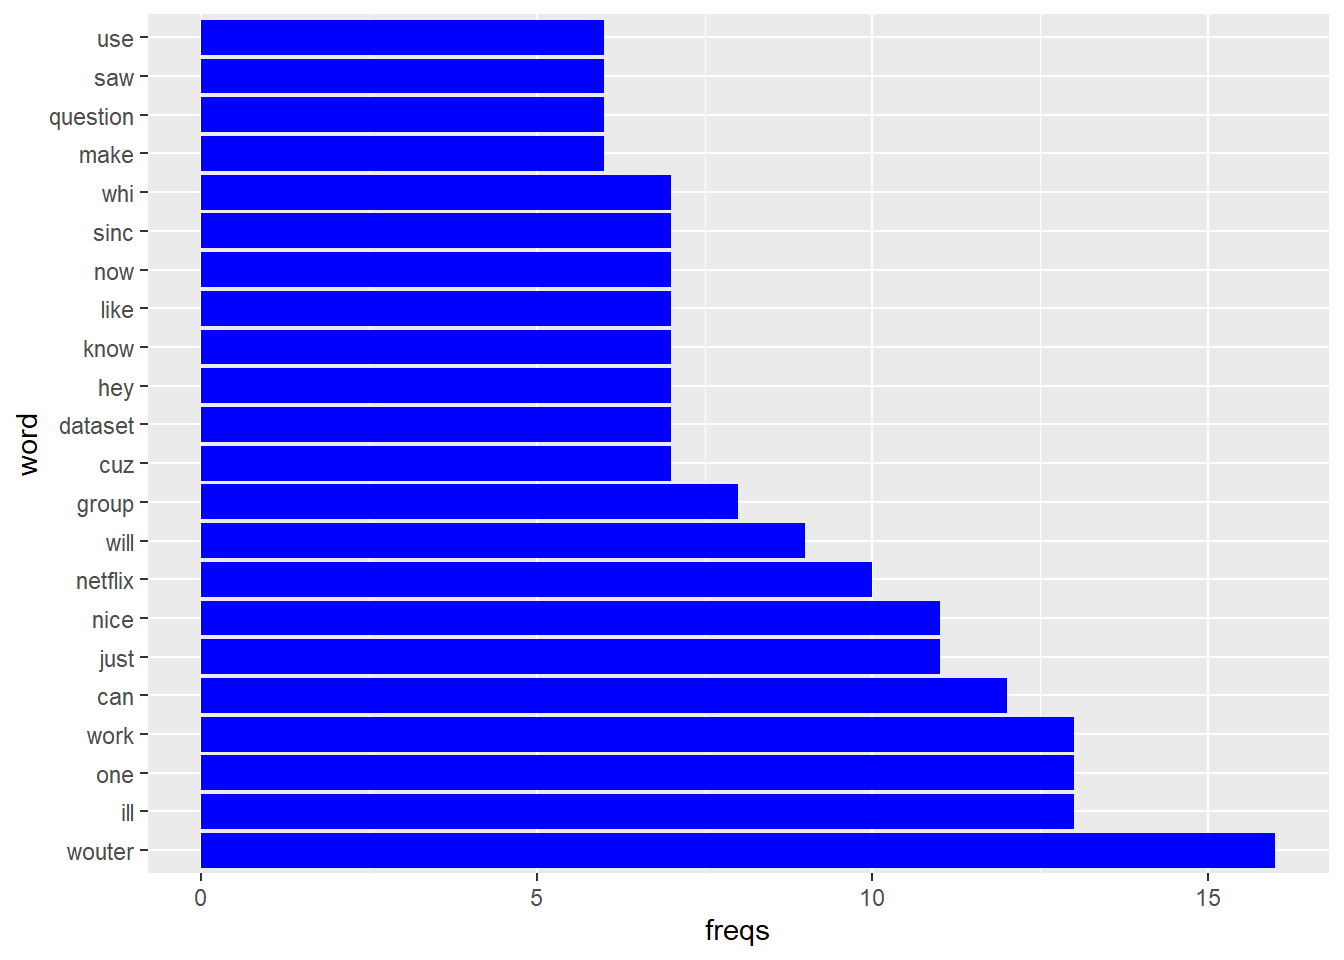 use
saw
question
make
whi
sinc
now
like
know
hey
dataset
cuz
group
will
netflix
nice
just
can
work
one
ill
wouter
word
0 5 10 15
freqs